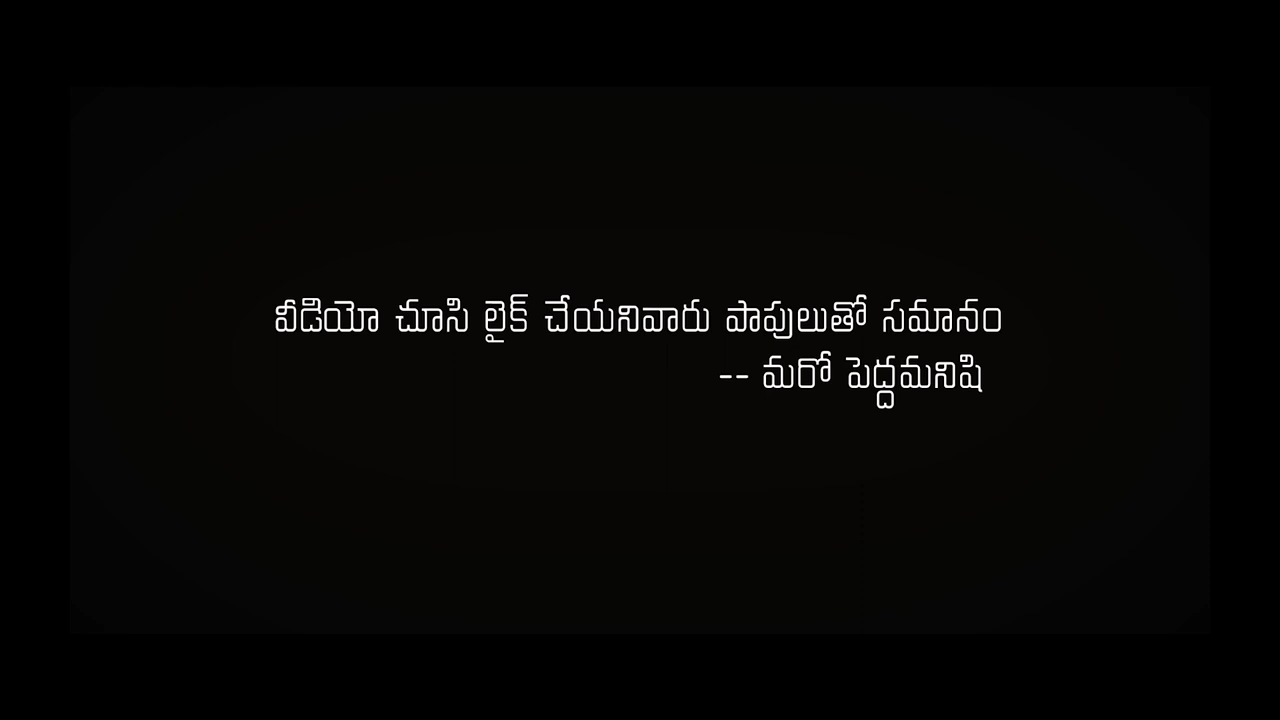 వీడియో చూసి లైక్ చేయనివారు పాపులుతో సమానం
-- మరో పెద్దమనిషి